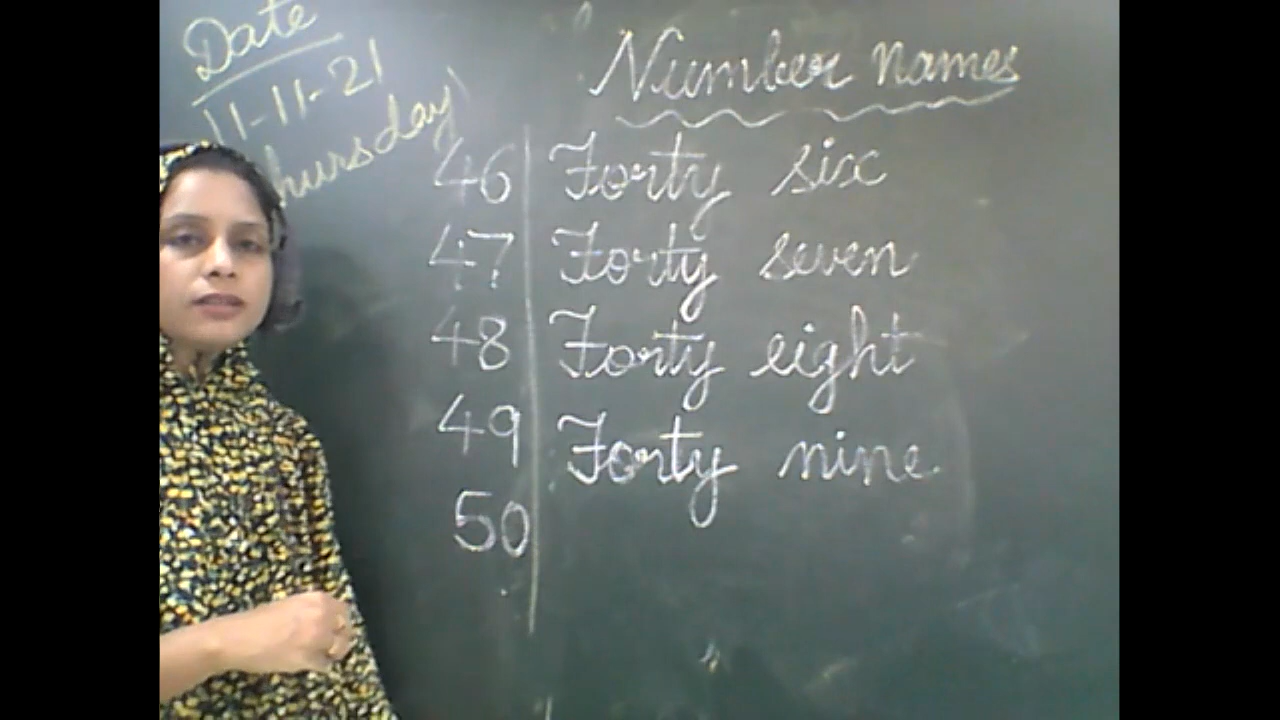 Date
11-11-21
Thursday)
Number names
46 Forty six
47 Forty seven
48 Forty eight
49 Forty nine
50